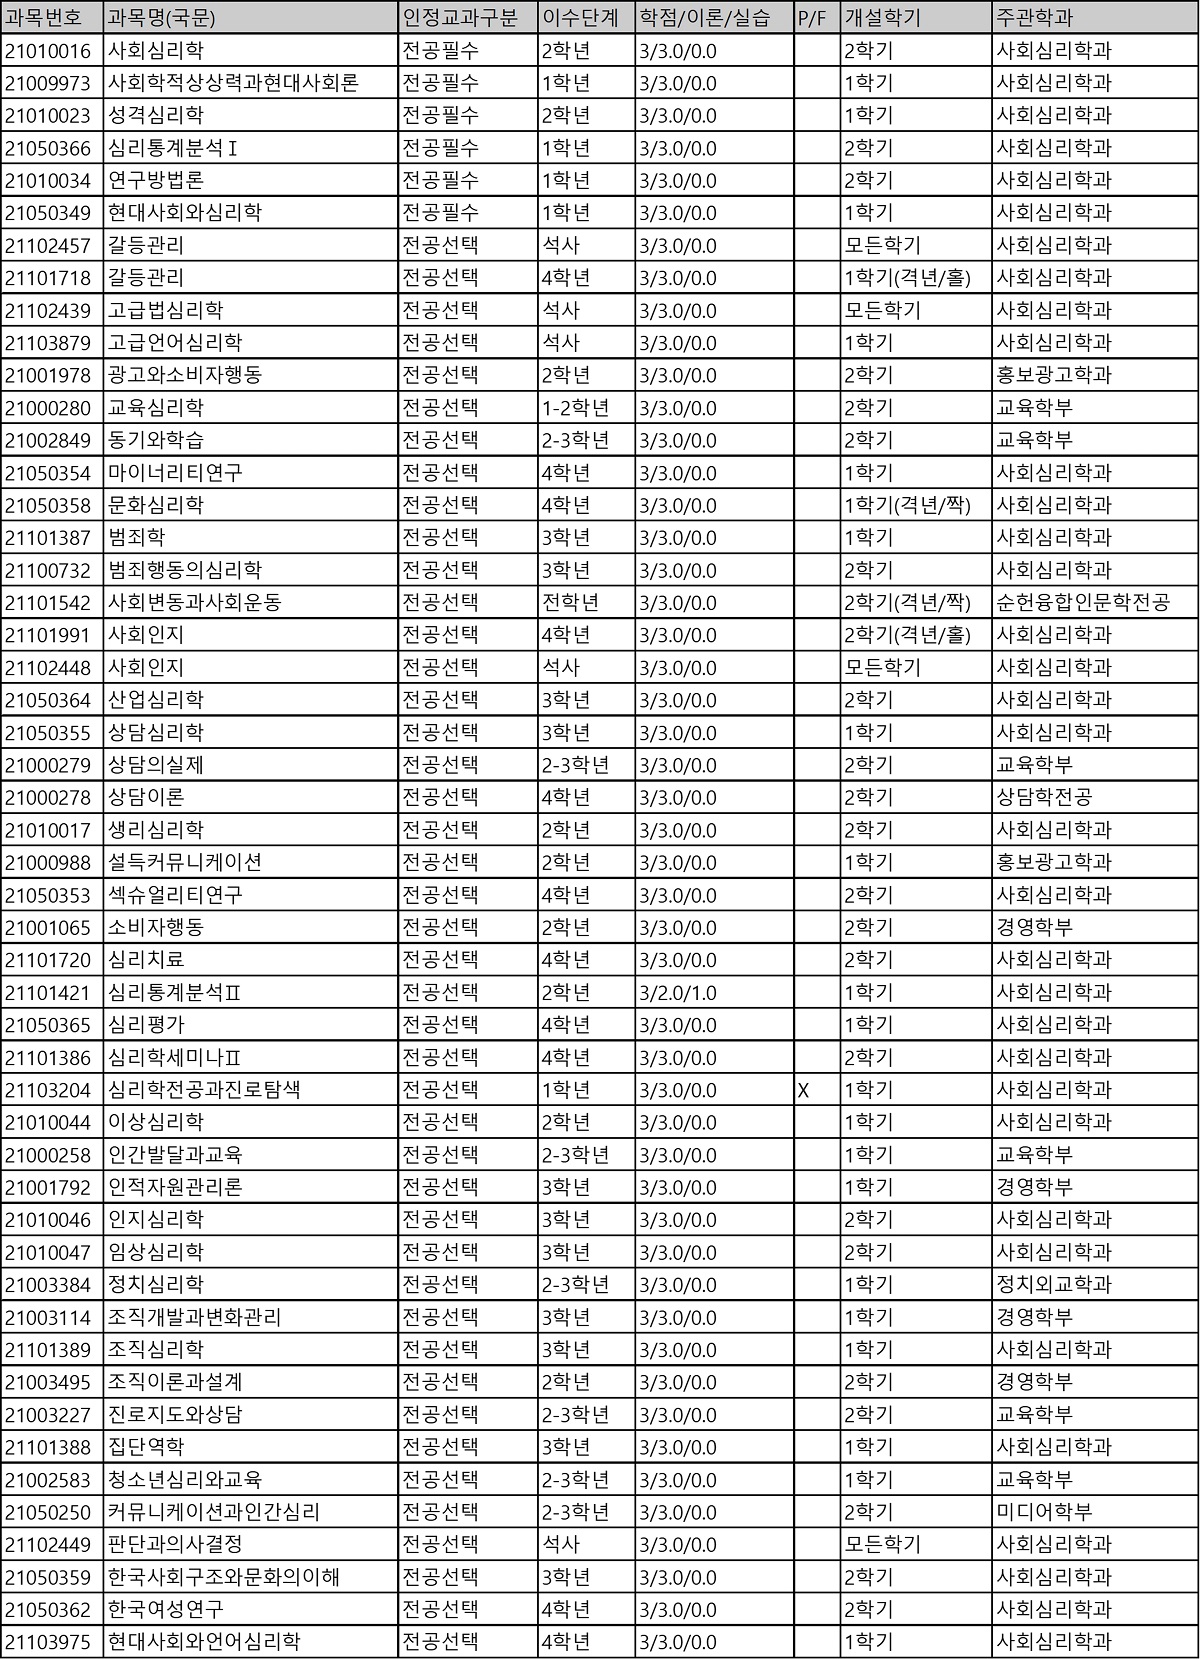 과목번호 과목명(국문) 인정교과구분 이수단계 학점/이론/실습 P/F 개설학기 주관학과
21010016 사회심리학 전공필수 2학년 3/3.0/0.0 2학기 사회심리학과
21009973 사회학적상상력과현대사회론 전공필수 1학년 3/3.0/0.0 1학기 사회심리학과
21010023 성격심리학 전공필수 2학년 3/3.0/0.0 1학기 사회심리학과
21050366 심리통계분석Ⅰ 전공필수 1학년 3/3.0/0.0 2학기 사회심리학과
21010034 연구방법론 전공필수 1학년 3/3.0/0.0 2학기 사회심리학과
21050349 현대사회와심리학 전공필수 1학년 3/3.0/0.0 1학기 사회심리학과
21102457 갈등관리 전공선택 석사 3/3.0/0.0 모든학기 사회심리학과
21101718 갈등관리 전공선택 4학년 3/3.0/0.0 1학기(격년/홀) 사회심리학과
21102439 고급법심리학 전공선택 석사 3/3.0/0.0 모든학기 사회심리학과
21103879 고급언어심리학 전공선택 석사 3/3.0/0.0 1학기 사회심리학과
21001978 광고와소비자행동 전공선택 2학년 3/3.0/0.0 2학기 홍보광고학과
21000280 교육심리학 전공선택 1-2학년 3/3.0/0.0 2학기 교육학부
21002849 동기와학습 전공선택 2-3학년 3/3.0/0.0 2학기 교육학부
21050354 마이너리티연구 전공선택 4학년 3/3.0/0.0 1학기 사회심리학과
21050358 문화심리학 전공선택 4학년 3/3.0/0.0 1학기(격년/짝) 사회심리학과
21101387 범죄학 전공선택 3학년 3/3.0/0.0 1학기 사회심리학과
21100732 범죄행동의심리학 전공선택 3학년 3/3.0/0.0 2학기 사회심리학과
21101542 사회변동과사회운동 전공선택 전학년 3/3.0/0.0 2학기(격년/짝) 순헌융합인문학전공
21101991 사회인지 전공선택 4학년 3/3.0/0.0 2학기(격년/홀) 사회심리학과
21102448 사회인지 전공선택 석사 3/3.0/0.0 모든학기 사회심리학과
21050364 산업심리학 전공선택 3학년 3/3.0/0.0 2학기 사회심리학과
21050355 상담심리학 전공선택 3학년 3/3.0/0.0 1학기 사회심리학과
21000279 상담의실제 전공선택 2-3학년 3/3.0/0.0 2학기 교육학부
21000278 상담이론 전공선택 4학년 3/3.0/0.0 2학기 상담학전공
21010017 생리심리학 전공선택 2학년 3/3.0/0.0 2학기 사회심리학과
21000988 설득커뮤니케이션 전공선택 2학년 3/3.0/0.0 1학기 홍보광고학과
21050353 섹슈얼리티연구 전공선택 4학년 3/3.0/0.0 2학기 사회심리학과
21001065 소비자행동 전공선택 2학년 3/3.0/0.0 2학기 경영학부
21101720 심리치료 전공선택 4학년 3/3.0/0.0 2학기 사회심리학과
21101421 심리통계분석Ⅱ 전공선택 2학년 3/2.0/1.0 1학기 사회심리학과
21050365 심리평가 전공선택 4학년 3/3.0/0.0 1학기 사회심리학과
21101386 심리학세미나Ⅱ 전공선택 4학년 3/3.0/0.0 2학기 사회심리학과
21103204 심리학전공과진로탐색 전공선택 1학년 3/3.0/0.0 X 1학기 사회심리학과
21010044 이상심리학 전공선택 2학년 3/3.0/0.0 1학기 사회심리학과
21000258 인간발달과교육 전공선택 2-3학년 3/3.0/0.0 1학기 교육학부
21001792 인적자원관리론 전공선택 3학년 3/3.0/0.0 1학기 경영학부
21010046 인지심리학 전공선택 3학년 3/3.0/0.0 2학기 사회심리학과
21010047 임상심리학 전공선택 3학년 3/3.0/0.0 2학기 사회심리학과
21003384 정치심리학 전공선택 2-3학년 3/3.0/0.0 1학기 정치외교학과
21003114 조직개발과변화관리 전공선택 3학년 3/3.0/0.0 1학기 경영학부
21101389 조직심리학 전공선택 3학년 3/3.0/0.0 1학기 사회심리학과
21003495 조직이론과설계 전공선택 2학년 3/3.0/0.0 2학기 경영학부
21003227 진로지도와상담 전공선택 2-3학년 3/3.0/0.0 2학기 교육학부
21101388 집단역학 전공선택 3학년 3/3.0/0.0 1학기 사회심리학과
21002583 청소년심리와교육 전공선택 2-3학년 3/3.0/0.0 1학기 교육학부
21050250 커뮤니케이션과인간심리 전공선택 2-3학년 3/3.0/0.0 2학기 미디어학부
21102449 판단과의사결정 전공선택 석사 3/3.0/0.0 모든학기 사회심리학과
21050359 한국사회구조와문화의이해 전공선택 3학년 3/3.0/0.0 2학기 사회심리학과
21050362 한국여성연구 전공선택 4학년 3/3.0/0.0 2학기 사회심리학과
21103975 현대사회와언어심리학 전공선택 4학년 3/3.0/0.0 1학기 사회심리학과